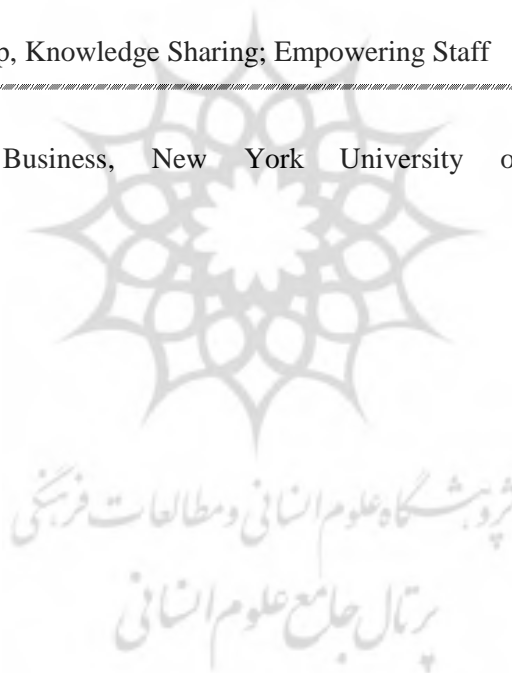 p, Knowledge Sharing; Empowering Staff
Business, New York University o
پژوهشگاه علوم انسانی و مطالعات فرهنگی
پرتال جامع علوم انسانی